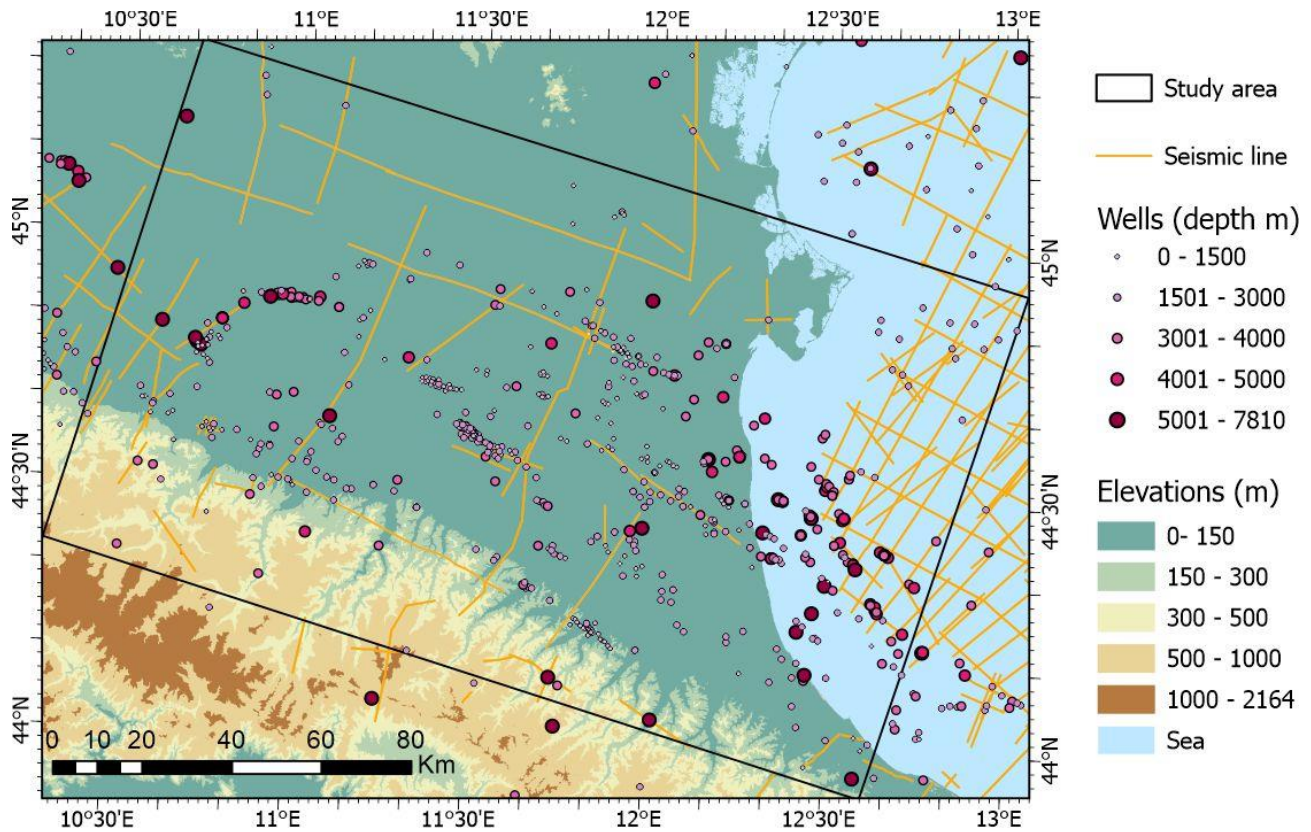 10°30'E 11°E 11°30'E 12°E 12°30'E 13°E
45°N
44°30'N
44°N
45°N
44°30'N
44°N
0 10 20 40 60 80
Km
10°30'E 11°E 11°30'E 12°E 12°30'E 13°E
Study area
Seismic line
Wells (depth m)
0 - 1500
1501 - 3000
3001 - 4000
4001 - 5000
5001 - 7810
Elevations (m)
0- 150
150 - 300
300 - 500
500 - 1000
1000 - 2164
Sea